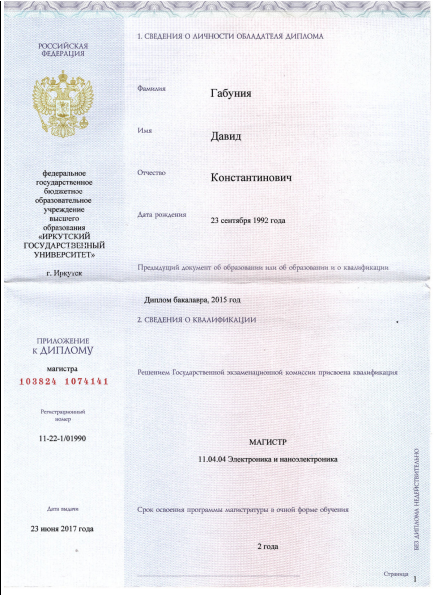 РОССИЙСКАЯ
ФЕДЕРАЦИЯ
федеральное
государственное
бюджетное
образовательное
учреждение
высшего
образования
«ИРКУТСКИЙ
ГОСУДАРСТВЕННЫЙ
УНИВЕРСИТЕТ»
г. Иркутск
ПРИЛОЖЕНИЕ
к ДИПЛОМУ
магистра
103824 1074141
Регистрационный
номер
11-22-1/01990
Дата выдачи
23 июня 2017 года
1. СВЕДЕНИЯ О ЛИЧНОСТИ ОБЛАДАТЕЛЯ ДИПЛОМА
Фамилия
Габуния
Имя
Давид
Отчество
Константинович
Дата рождения
23 сентября 1992 года
Предыдущий документ об образовании или об образовании и о квалификации
Диплом бакалавра, 2015 год
2. СВЕДЕНИЯ О КВАЛИФИКАЦИИ
Решением Государственной экзаменационной комиссии присвоена квалификация
МАГИСТР
11.04.04 Электроника и наноэлектроника
Срок освоения программы магистратуры в очной форме обучения
2 года
БЕЗ ДИПЛОМА НЕДЕЙСТВИТЕЛЬНО
Страница 1